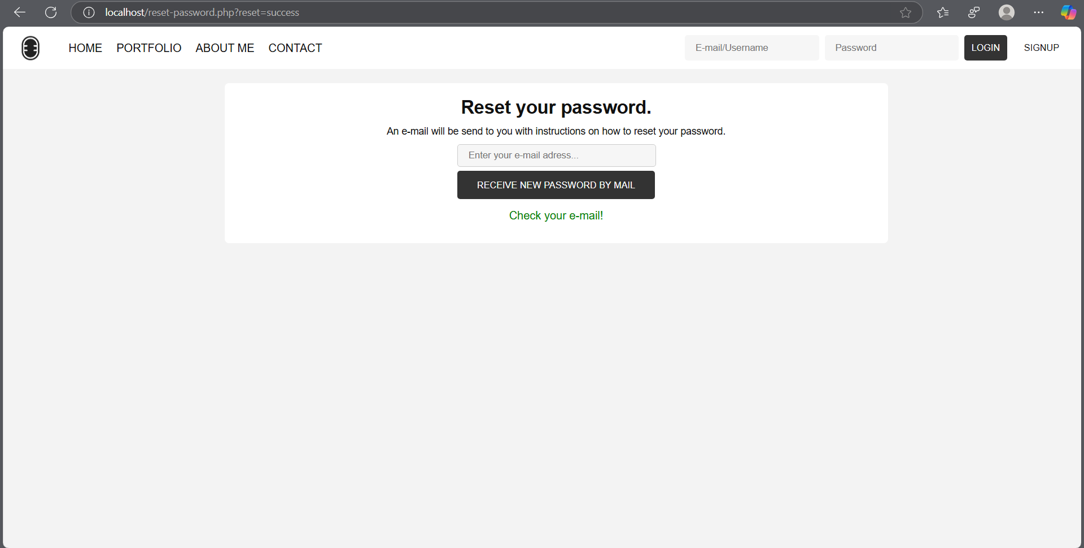 localhost/reset-password.php?reset=success
HOME PORTFOLIO ABOUT ME CONTACT E-mail/Username Password LOGIN SIGNUP
Reset your password.
An e-mail will be send to you with instructions on how to reset your password.
Enter your e-mail adress...
RECEIVE NEW PASSWORD BY MAIL
Check your e-mail!